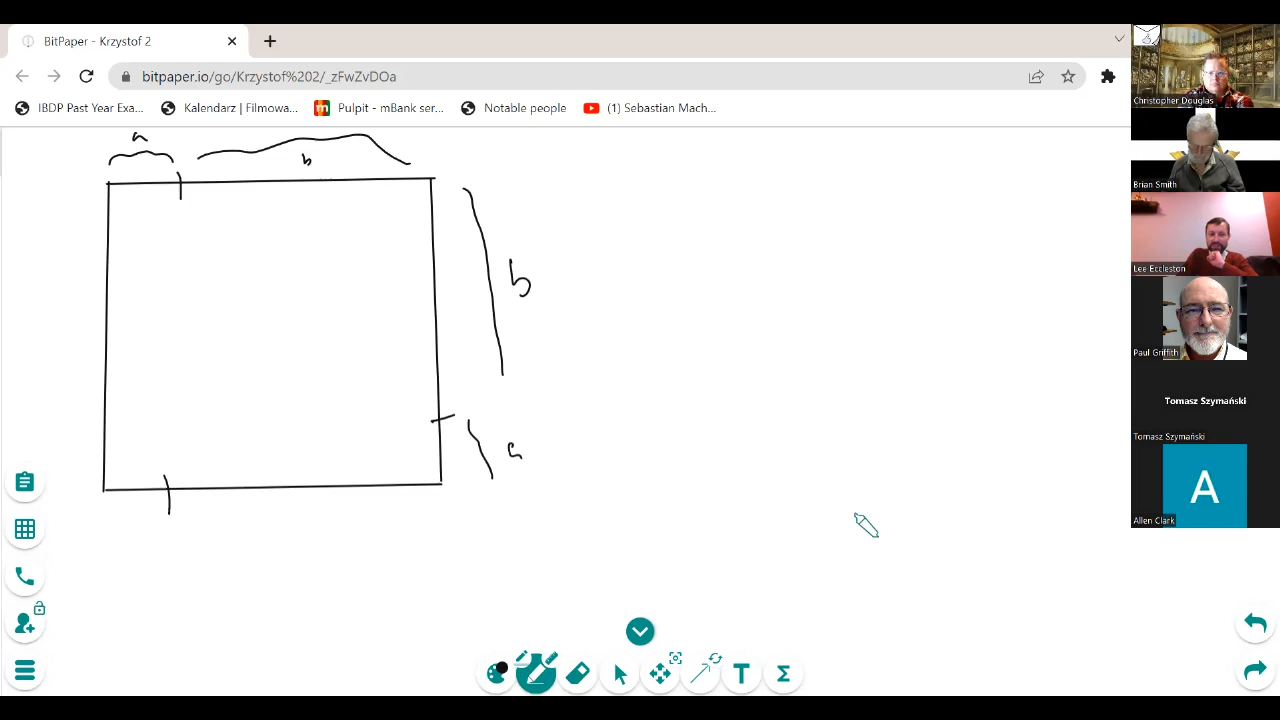 BitPaper - Krzystof 2
bitpaper.io/go/Krzystof%202/_zFwZvDOa
IBDP Past Year Exa...
Kalendarz | Filmowa...
Pulpit - mBank ser...
Notable people
(1) Sebastian Mach...
a
b
b
a
T
Σ
Christopher Douglas
Brian Smith
Lee Eccleston
Paul Griffith
Tomasz Szymański
Tomasz Szymański
A
Allen Clark